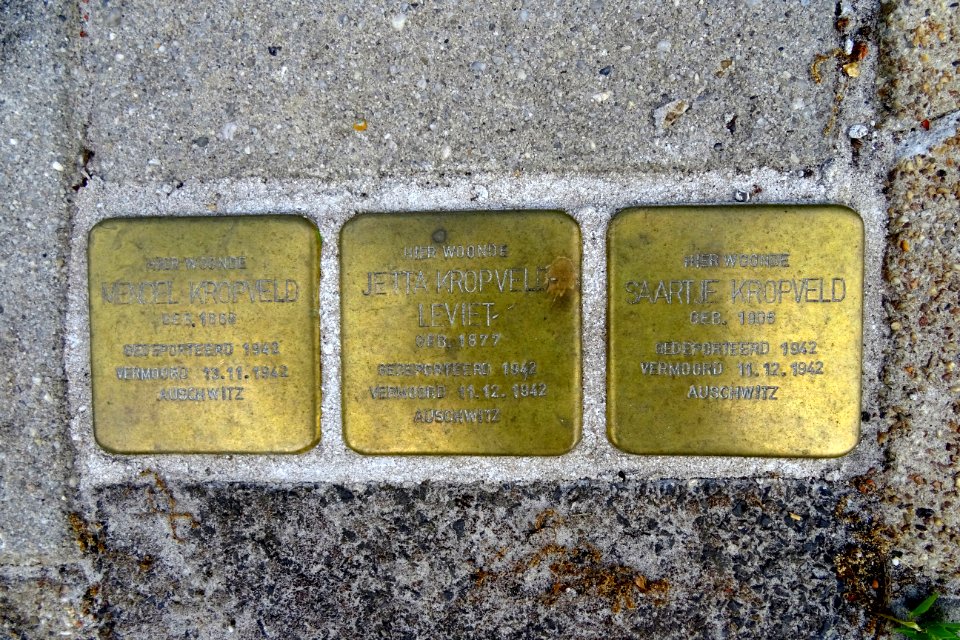 HIER WOONDE
MENDEL KROPVELD
GEB. 1869
GEDEPORTEERD 1942
VERMOORD 13.11.1942
AUSCHWITZ
HIER WOONDE
JETTA KROPVELD
LEVIET
GEB. 1877
GEDEPORTEERD 1942
VERMOORD 11.12.1942
AUSCHWITZ
HIER WOONDE
SAARTJE KROPVELD
GEB. 1906
GEDEPORTEERD 1942
VERMOORD 11.12.1942
AUSCHWITZ